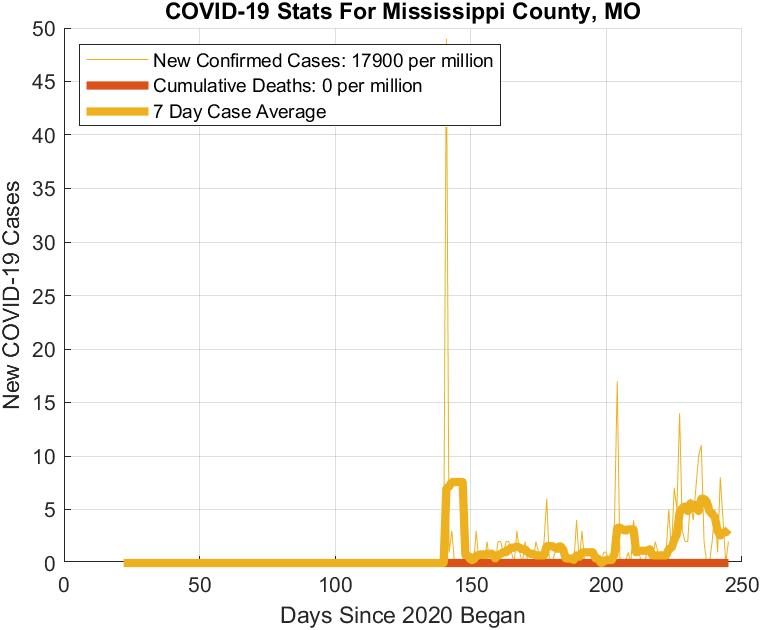 COVID-19 Stats For Mississippi County, MO
New Confirmed Cases: 17900 per million
Cumulative Deaths: 0 per million
7 Day Case Average
New COVID-19 Cases
50
45
40
35
30
25
20
15
10
5
0
0 50 100 150 200 250
Days Since 2020 Began